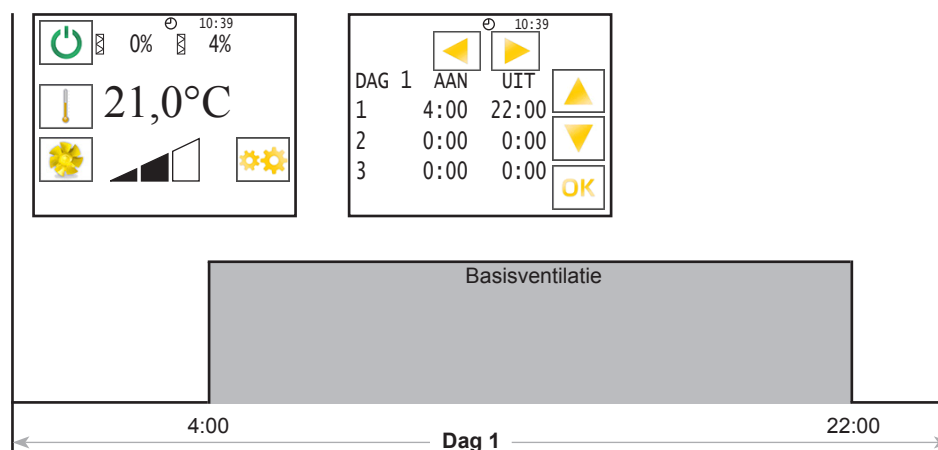 10:39
0% 4%
21,0°C
10:39
DAG 1 AAN UIT
1 4:00 22:00
2 0:00 0:00
3 0:00 0:00
OK
Basisventilatie
4:00 22:00
Dag 1